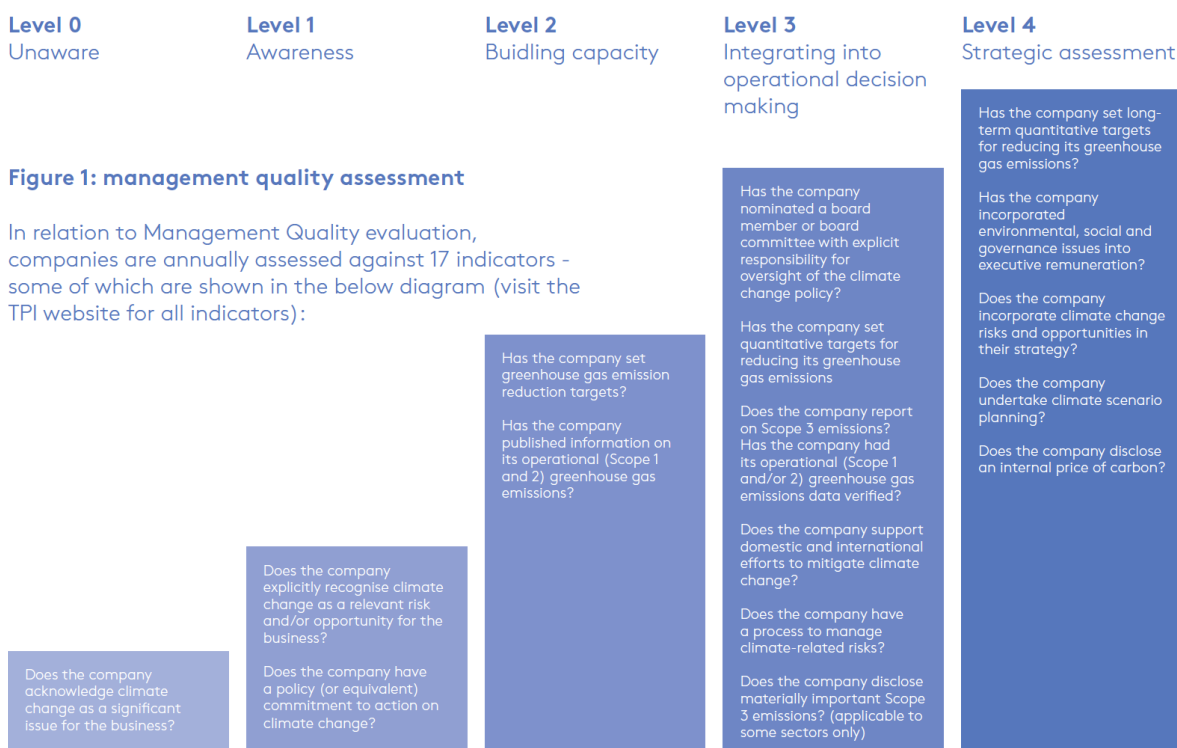 Level 0
Unaware
Level 1
Awareness
Level 2
Buidling capacity
Level 3
Integrating into
operational decision
making
Level 4
Strategic assessment
Figure 1: management quality assessment
In relation to Management Quality evaluation,
companies are annually assessed against 17 indicators -
some of which are shown in the below diagram (visit the
TPI website for all indicators):
Does the company
acknowledge climate
change as a significant
issue for the business?
Does the company
explicitly recognise climate
change as a relevant risk
and/or opportunity for the
business?
Does the company have
a policy (or equivalent)
commitment to action on
climate change?
Has the company set
greenhouse gas emission
reduction targets?
Has the company
published information on
its operational (Scope 1
and 2) greenhouse gas
emissions?
Has the company
nominated a board
member or board
committee with explicit
responsibility for
oversight of the climate
change policy?
Has the company set
quantitative targets for
reducing its greenhouse
gas emissions
Does the company report
on Scope 3 emissions?
Has the company had
its operational (Scope 1
and/or 2) greenhouse gas
emissions data verified?
Does the company support
domestic and international
efforts to mitigate climate
change?
Does the company have
a process to manage
climate-related risks?
Does the company disclose
materially important Scope
3 emissions? (applicable to
some sectors only)
Has the company set long-
term quantitative targets
for reducing its greenhouse
gas emissions?
Has the company
incorporated
environmental, social and
governance issues into
executive remuneration?
Does the company
incorporate climate change
risks and opportunities in
their strategy?
Does the company
undertake climate scenario
planning?
Does the company disclose
an internal price of carbon?